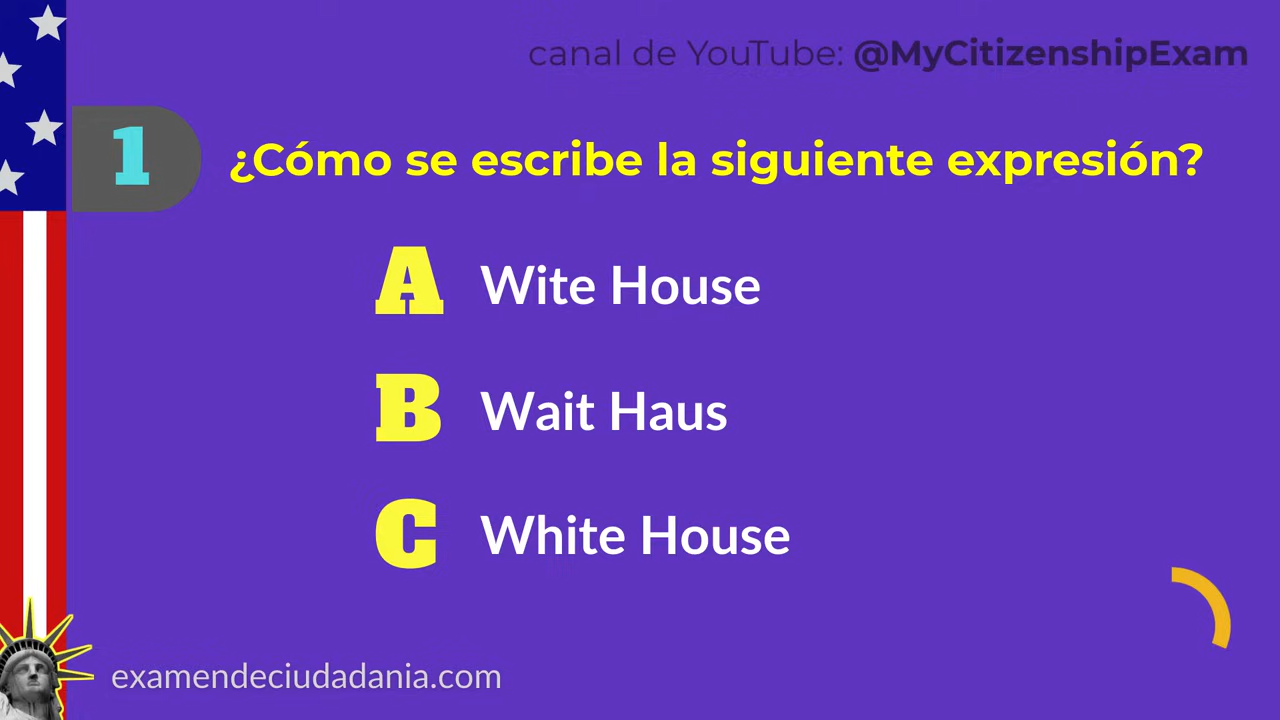 canal de YouTube: @MyCitizenshipExam
1 ¿Cómo se escribe la siguiente expresión?
A Wite House
B Wait Haus
C White House
examendeciudadania.com